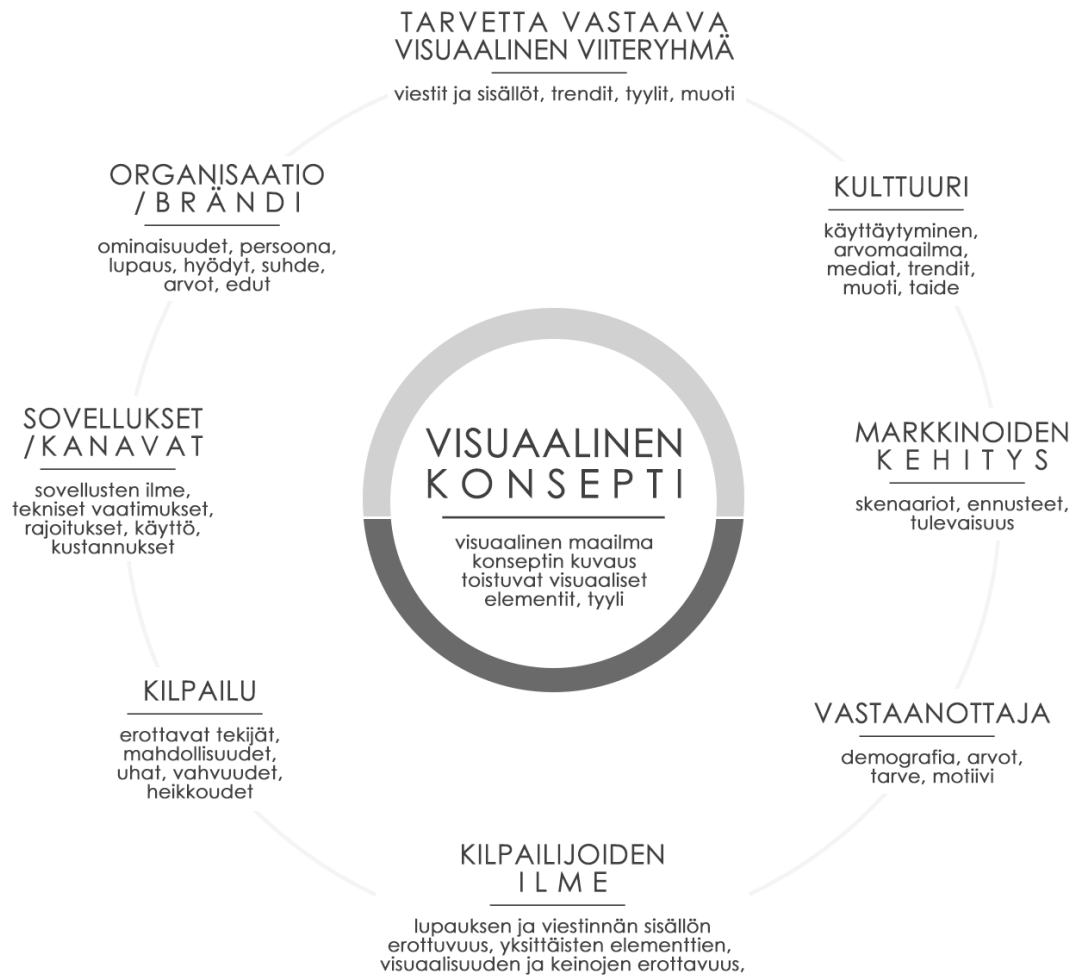 TARVETTA VASTAAVA
VISUAALINEN VIITERYHMÄ
viestit ja sisällöt, trendit, tyylit, muoti
ORGANISAATIO
/BRÄNDI
ominaisuudet, persoona,
lupaus, hyödyt, suhde,
arvot, edut
KULTTUURI
käyttäytyminen,
arvomaailma,
mediat, trendit,
muoti, taide
SOVELLUKSET
/KANAVAT
sovellusten ilme,
tekniset vaatimukset,
rajoitukset, käyttö,
kustannukset
VISUAALINEN
KONSEPTI
visuaalinen maailma
konseptin kuvaus
toistuvat visuaaliset
elementit, tyyli
MARKKINOIDEN
KEHITYS
skenaariot, ennusteet,
tulevaisuus
KILPAILU
erottavat tekijät,
mahdollisuudet,
uhat, vahvuudet,
heikkoudet
VASTAANOTTAJA
demografia, arvot,
tarve, motiivi
KILPAILIJOIDEN
ILME
lupauksen ja viestinnän sisällön
erottuvuus, yksittäisten elementtien,
visuaalisuuden ja keinojen erottavuus,